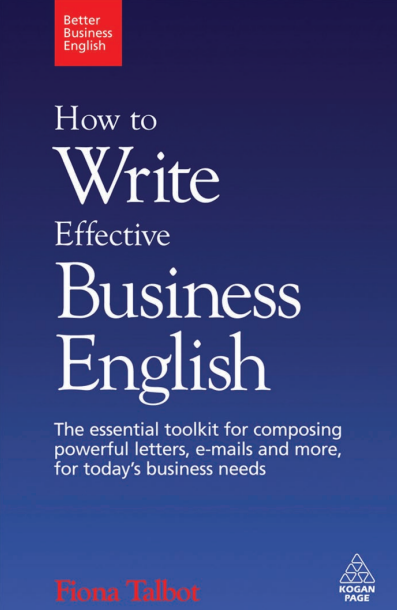 Better
Business
English
How to
Write
Effective
Business
English
The essential toolkit for composing
powerful letters, e-mails and more,
for today's business needs
Fiona Talbot
KOGAN
PAGE